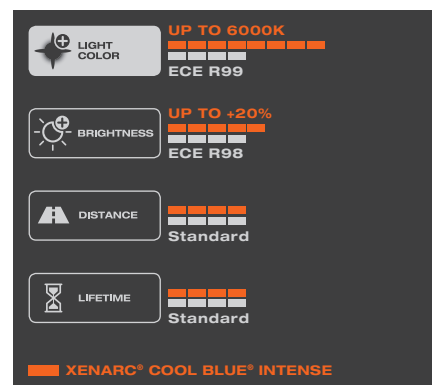 UP TO 6000K
LIGHT
COLOR
ECE R99
UP TO +20%
BRIGHTNESS
ECE R98
DISTANCE
Standard
LIFETIME
Standard
XENARC® COOL BLUE® INTENSE